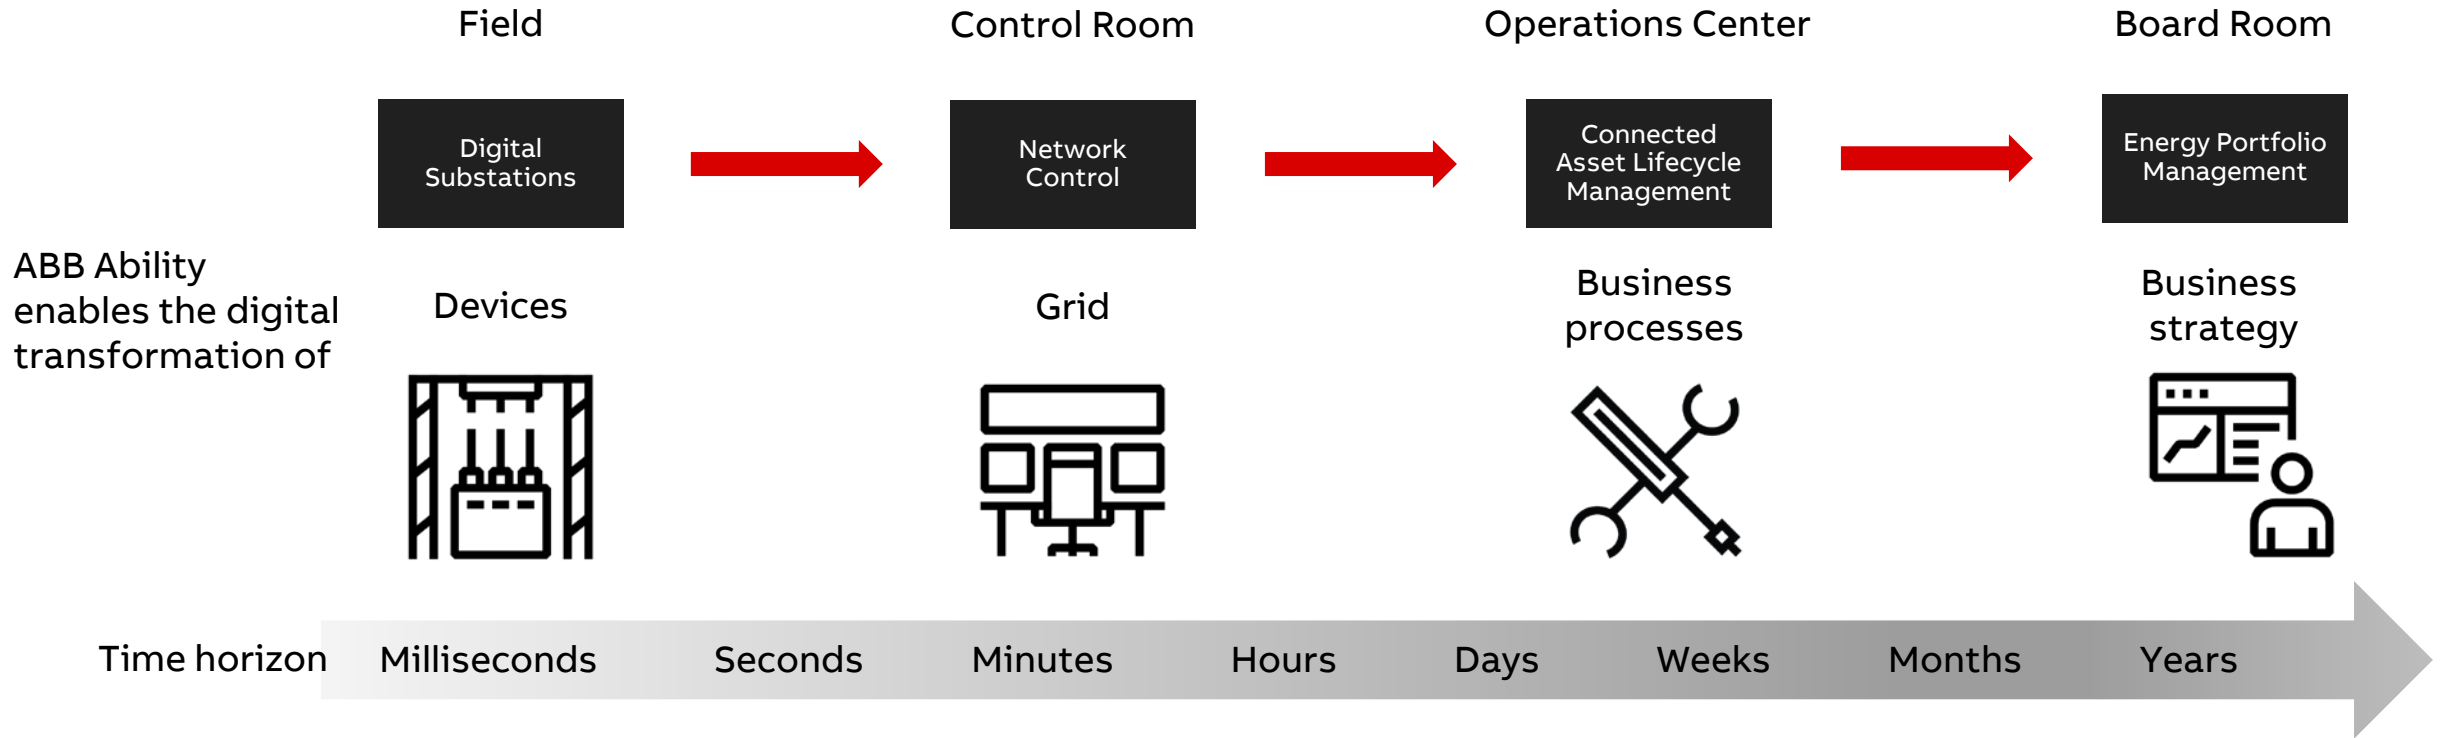 Field
Control Room
Operations Center
Board Room
Digital
Substations
Network
Control
Connected
Asset Lifecycle
Management
Energy Portfolio
Management
ABB Ability
enables the digital
transformation of
Devices
Grid
Business
processes
Business
strategy
Time horizon
Milliseconds
Seconds
Minutes
Hours
Days
Weeks
Months
Years